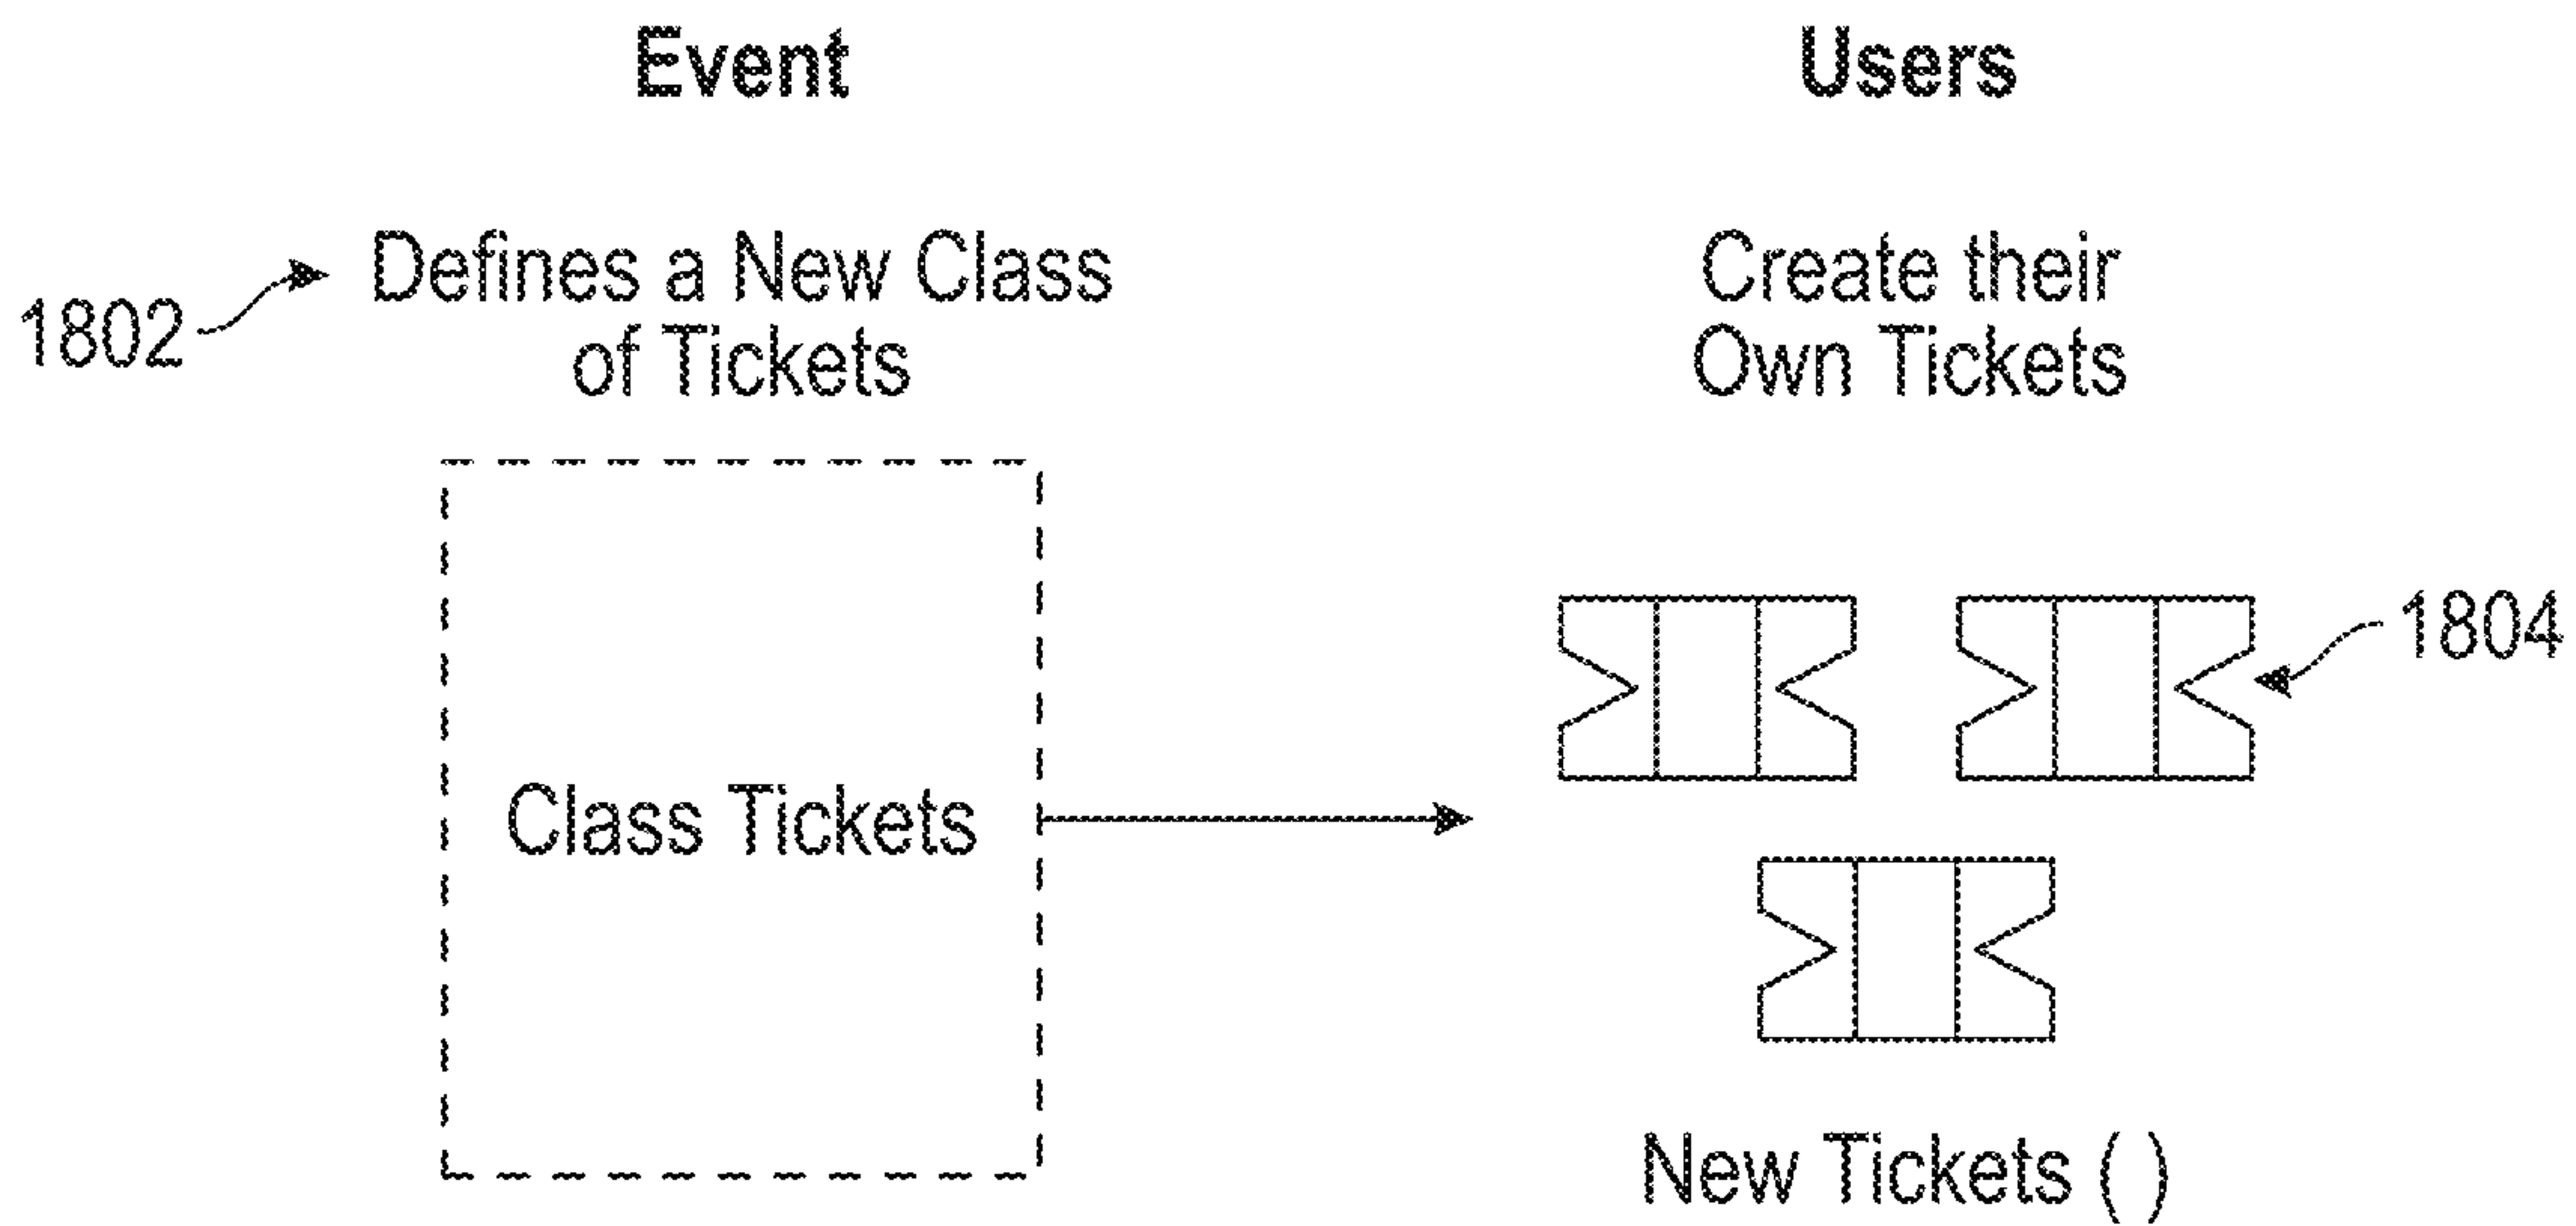 Event
Users
1802
Defines a New Class
of Tickets
Create their
Own Tickets
Class Tickets
1804
New Tickets ( )